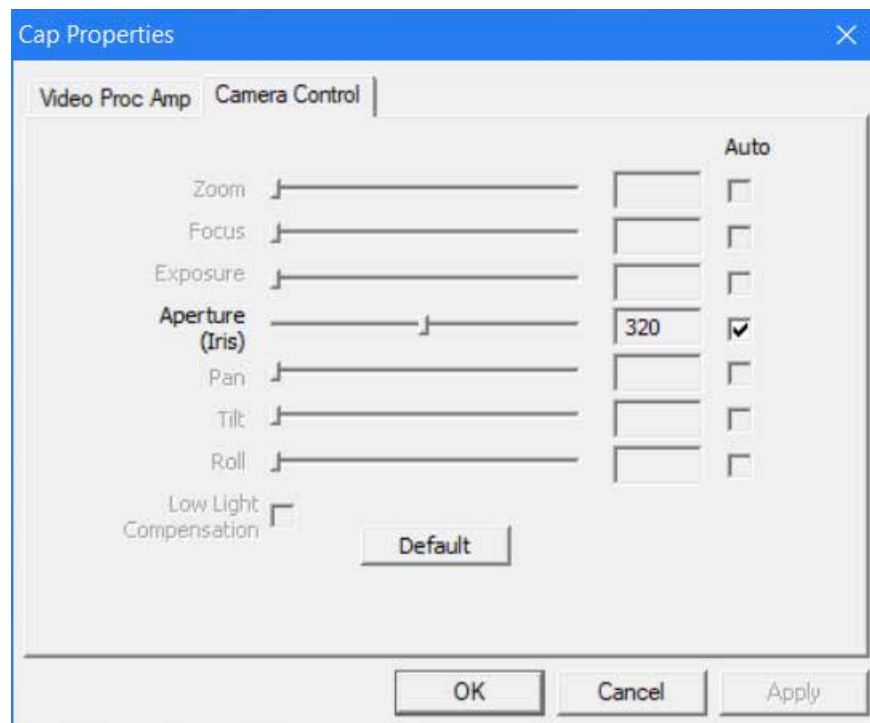 Cap Properties
Video Proc Amp
Camera Control
Auto
Zoom
Focus
Exposure
Aperture
(Iris)
320
Pan
Tilt
Roll
Low Light
Compensation
Default
OK
Cancel
Apply